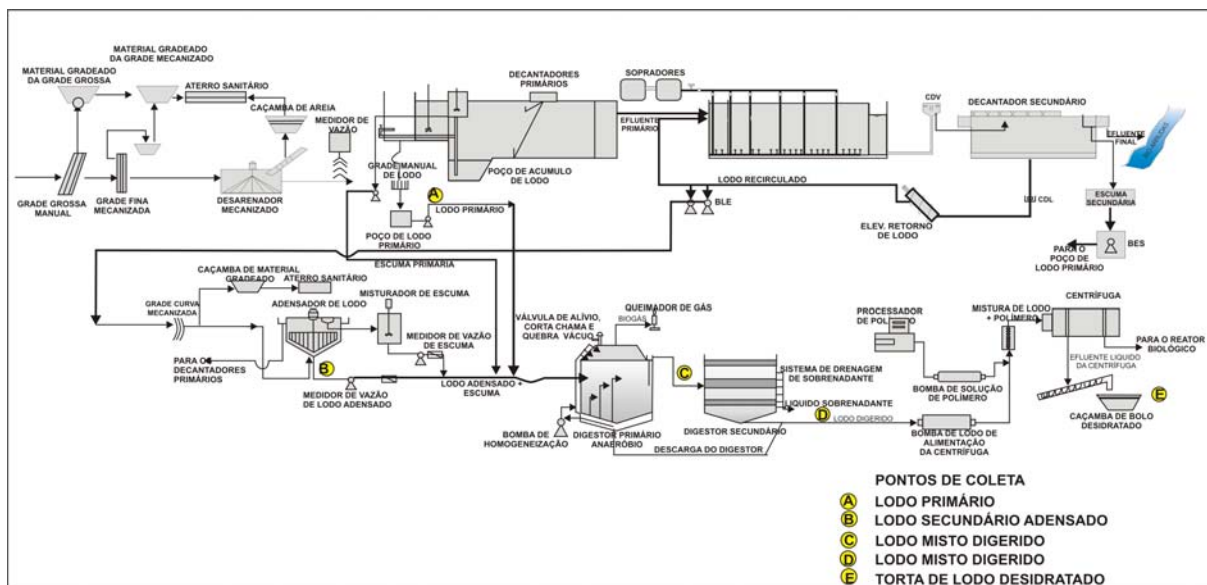 MATERIAL GRADEADO
DA GRADE MECANIZADO
MATERIAL GRADEADO
DA GRADE GROSSA
ATERRO SANITÁRIO
CAÇAMBA DE AREIA
MEDIDOR DE
VAZÃO
GRADE GROSSA
MANUAL
GRADE FINA
MECANIZADA
DESARENADOR
MECANIZADO
DECANTADORES
PRIMÁRIOS
GRADE MANUAL
DE LODO
POÇO DE ACUMULO
DE LODO
A
LODO PRIMÁRIO
POÇO DE LODO
PRIMÁRIO
ESCUMA PRIMÁRIA
SOPRADORES
EFLUENTE
PRIMÁRIO
LODO RECIRCULADO
BLE
CDV
DECANTADOR SECUNDÁRIO
EFLUENTE
FINAL
ELEV. RETORNO
DE LODO
CDL
ESCUMA
SECUNDÁRIA
BES
PARA O
POÇO DE
LODO PRIMÁRIO
CAÇAMBA DE MATERIAL
GRADEADO
ATERRO SANITÁRIO
GRADE CURVA
MECANIZADA
ADENSADOR DE LODO
MISTURADOR DE ESCUMA
MEDIDOR DE VAZÃO
DE ESCUMA
PARA O
DECANTADORES
PRIMÁRIOS
B
MEDIDOR DE VAZÃO
DE LODO ADENSADO
LODO ADENSADO +
ESCUMA
VÁLVULA DE ALÍVIO,
CORTA CHAMA E
QUEBRA VÁCUO
BIOGÁS
QUEIMADOR DE GÁS
BOMBA DE
HOMOGENEIZAÇÃO
DIGESTOR PRIMÁRIO
ANAERÓBIO
C
SISTEMA DE DRENAGEM
DE SOBRENADANTE
LIQUIDO SOBRENADANTE
D
LODO DIGERIDO
DIGESTOR SECUNDÁRIO
DESCARGA DO DIGESTOR
PROCESSADOR
DE POLÍMERO
BOMBA DE SOLUÇÃO
DE POLÍMERO
BOMBA DE LODO DE
ALIMENTAÇÃO
DA CENTRÍFUGA
MISTURA DE LODO
+ POLÍMERO
CENTRÍFUGA
PARA O REATOR
BIOLÓGICO
EFLUENTE LIQUIDO
DA CENTRÍFUGA
E
CAÇAMBA DE BOLO
DESIDRATADO
PONTOS DE COLETA
A LODO PRIMÁRIO
B LODO SECUNDÁRIO ADENSADO
C LODO MISTO DIGERIDO
D LODO MISTO DIGERIDO
E TORTA DE LODO DESIDRATADO